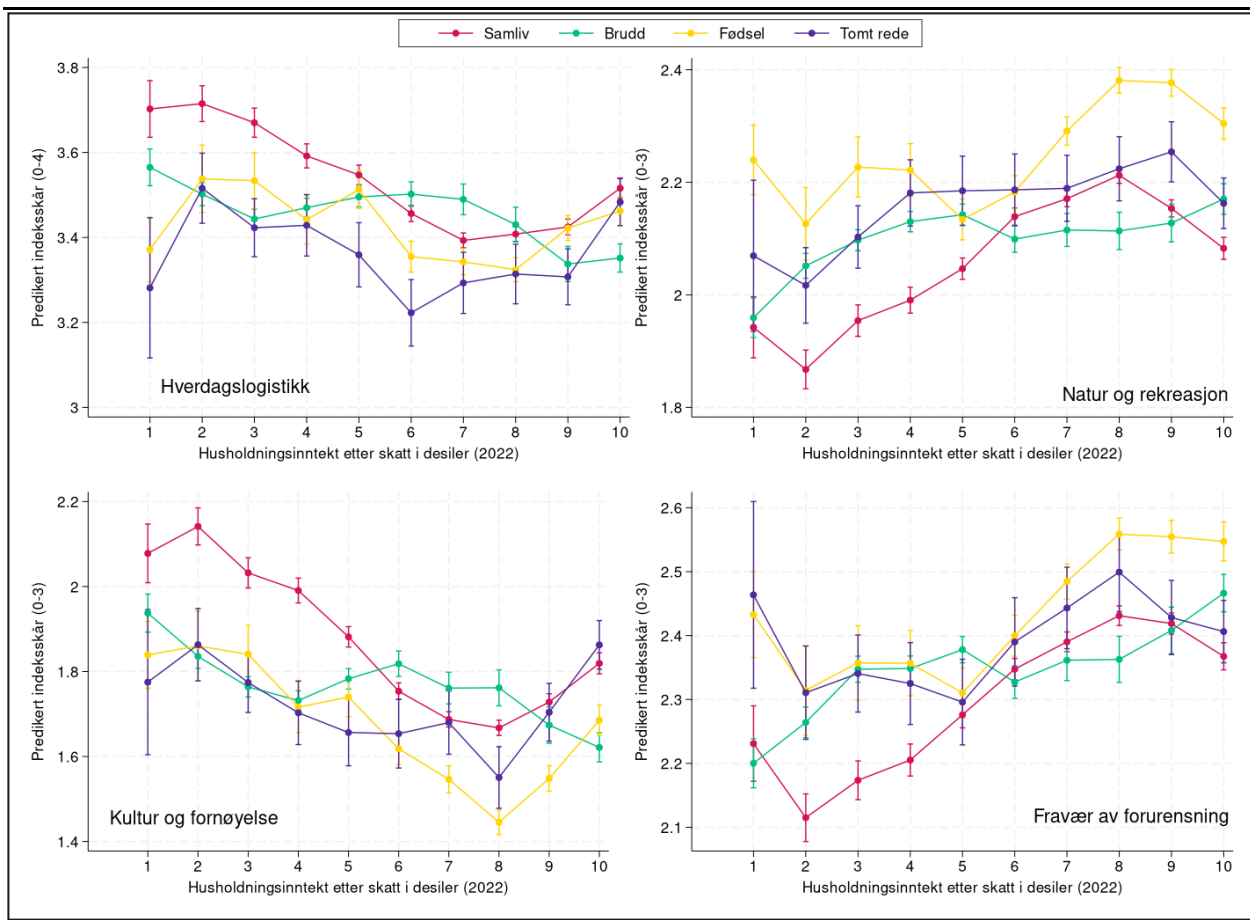 Samliv Brudd Fødsel Tomt rede
Predikert indeksskår (0-4)
3.8
3.6
3.4
3.2
3
Hverdagslogistikk
1 2 3 4 5 6 7 8 9 10
Husholdningsinntekt etter skatt i desiler (2022)
Predikert indeksskår (0-3)
2.4
2.2
2
1.8
Natur og rekreasjon
1 2 3 4 5 6 7 8 9 10
Husholdningsinntekt etter skatt i desiler (2022)
Predikert indeksskår (0-3)
2.2
2
1.8
1.6
1.4
Kultur og fornøyelse
1 2 3 4 5 6 7 8 9 10
Husholdningsinntekt etter skatt i desiler (2022)
Predikert indeksskår (0-3)
2.6
2.5
2.4
2.3
2.2
2.1
Fravær av forurensning
1 2 3 4 5 6 7 8 9 10
Husholdningsinntekt etter skatt i desiler (2022)